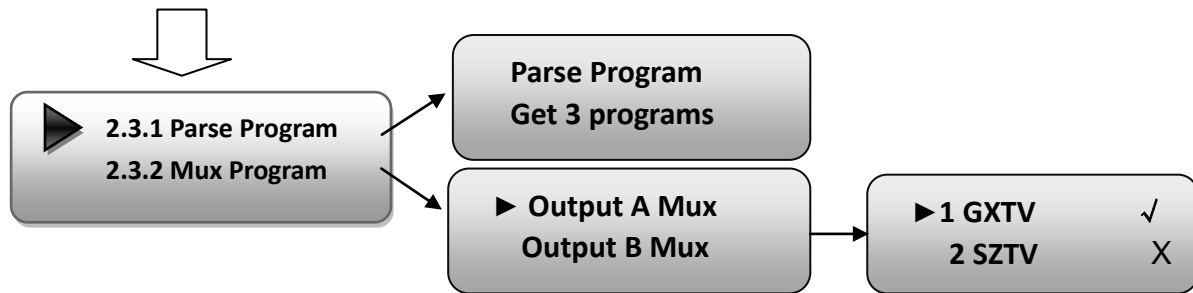 2.3.1 Parse Program
2.3.2 Mux Program
Parse Program
Get 3 programs
► Output A Mux
Output B Mux
►1 GXTV √
2 SZTV X